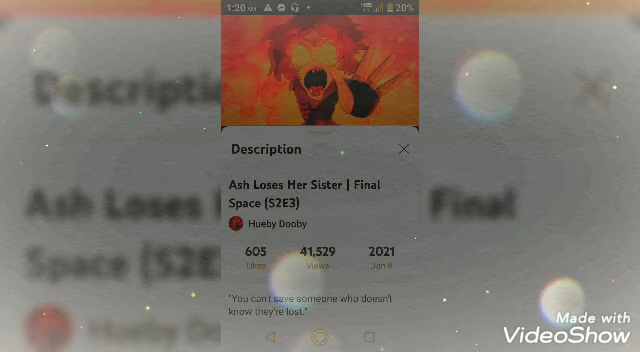 1:20 AM
20%
Description
Ash Loses Her Sister | Final
Space (S2E3)
Hueby Dooby
605 41,529 2021
Likes Views Jan 8
"You can't save someone who doesn't
know they're lost."
Made with
VideoShow